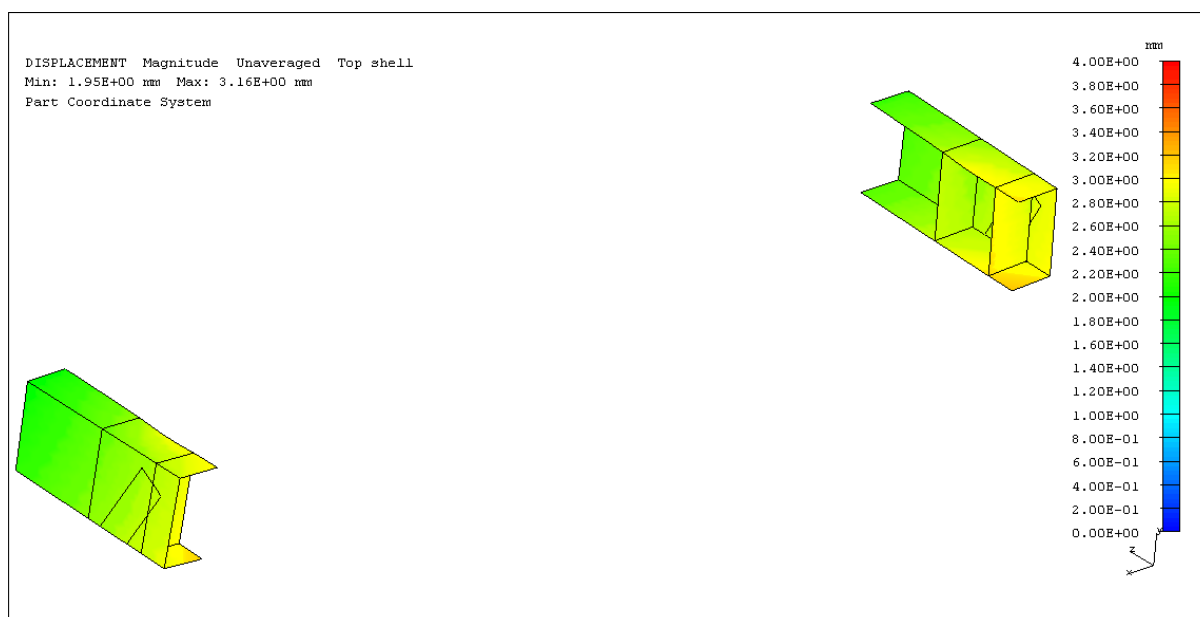 DISPLACEMENT Magnitude Unaveraged Top shell
Min: 1.95E+00 mm Max: 3.16E+00 mm
Part Coordinate System
mm
4.00E+00
3.80E+00
3.60E+00
3.40E+00
3.20E+00
3.00E+00
2.80E+00
2.60E+00
2.40E+00
2.20E+00
2.00E+00
1.80E+00
1.60E+00
1.40E+00
1.20E+00
1.00E+00
8.00E-01
6.00E-01
4.00E-01
2.00E-01
0.00E+00
Y
Z
X